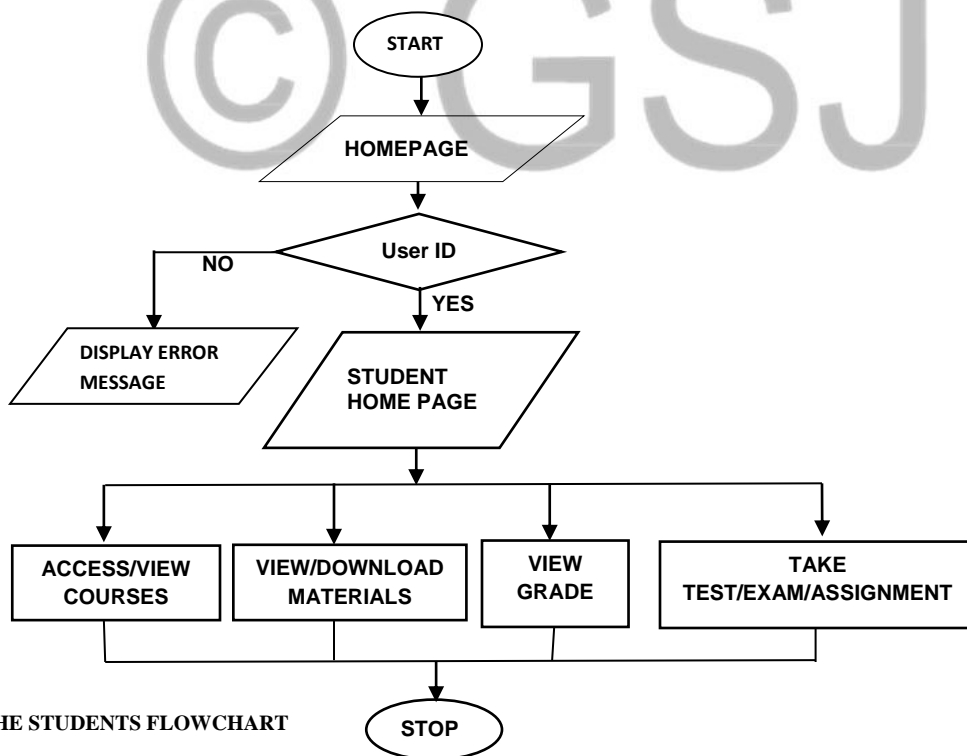 © GSJ
START
HOMEPAGE
User ID
NO
YES
DISPLAY ERROR
MESSAGE
STUDENT
HOME PAGE
ACCESS/VIEW
COURSES
VIEW/DOWNLOAD
MATERIALS
VIEW
GRADE
TAKE
TEST/EXAM/ASSIGNMENT
STUDENTS FLOWCHART
STOP